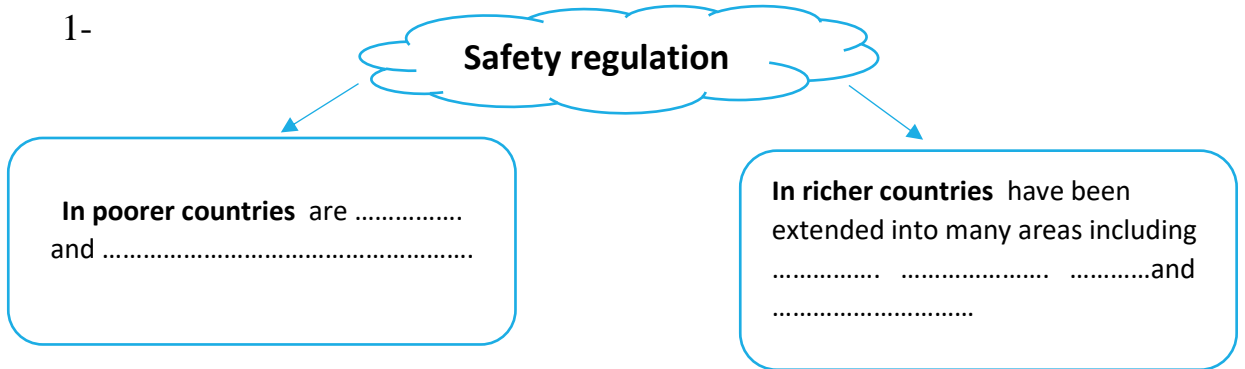 1-
Safety regulation
In poorer countries are …………….
and ……………………………………………….
In richer countries have been
extended into many areas including
……………. …………………. …………and
…………………………